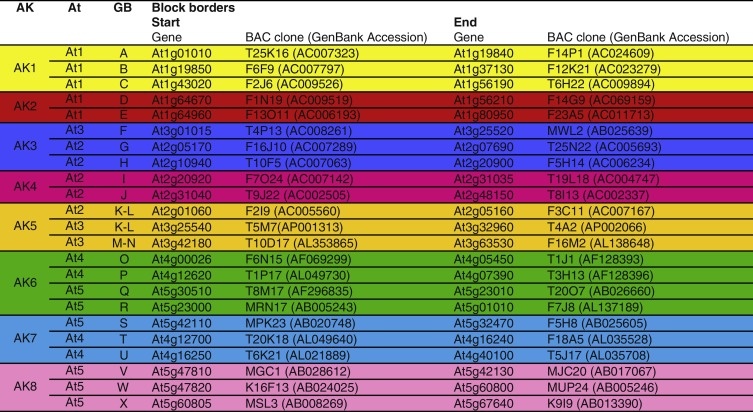 AK At GB Block borders
Start End
Gene BAC clone (GenBank Accession) Gene BAC clone (GenBank Accession)
AK1 At1 A At1g01010 T25K16 (AC007323) At1g19840 F14P1 (AC024609)
At1 B At1g19850 F6F9 (AC007797) At1g37130 F12K21 (AC023279)
At1 C At1g43020 F2J6 (AC009526) At1g56190 T6H22 (AC009894)
AK2 At1 D At1g64670 F1N19 (AC009519) At1g56210 F14G9 (AC069159)
At1 E At1g64960 F13O11 (AC006193) At1g80950 F23A5 (AC011713)
AK3 At3 F At3g01015 T4P13 (AC008261) At3g25520 MWL2 (AB025639)
At2 G At2g05170 F16J10 (AC007289) At2g07690 T25N22 (AC005693)
At2 H At2g10940 T10F5 (AC007063) At2g20900 F5H14 (AC006234)
AK4 At2 I At2g20920 F7O24 (AC007142) At2g31035 T19L18 (AC004747)
At2 J At2g31040 T9J22 (AC002505) At2g48150 T8I13 (AC002337)
AK5 At2 K-L At2g01060 F2I9 (AC005560) At2g05160 F3C11 (AC007167)
At3 K-L At3g25540 T5M7 (AP001313) At3g32960 T4A2 (AP002066)
At3 M-N At3g42180 T10D17 (AL353865) At3g63530 F16M2 (AL138648)
AK6 At4 O At4g00026 F6N15 (AF069299) At4g05450 T1J1 (AF128393)
At4 P At4g12620 T1P17 (AL049730) At4g07390 T3H13 (AF128396)
At5 Q At5g30510 T8M17 (AF296835) At5g23010 T20O7 (AB026660)
At5 R At5g23000 MRN17 (AB005243) At5g01010 F7J8 (AL137189)
AK7 At5 S At5g42110 MPK23 (AB020748) At5g32470 F5H8 (AB025605)
At4 T At4g12700 T20K18 (AL049640) At4g16240 F18A5 (AL035528)
At4 U At4g16250 T6K21 (AL021889) At4g40100 T5J17 (AL035708)
AK8 At5 V At5g47810 MGC1 (AB028612) At5g42130 MJC20 (AB017067)
At5 W At5g47820 K16F13 (AB024025) At5g60800 MUP24 (AB005246)
At5 X At5g60805 MSL3 (AB008269) At5g67640 K9I9 (AB013390)